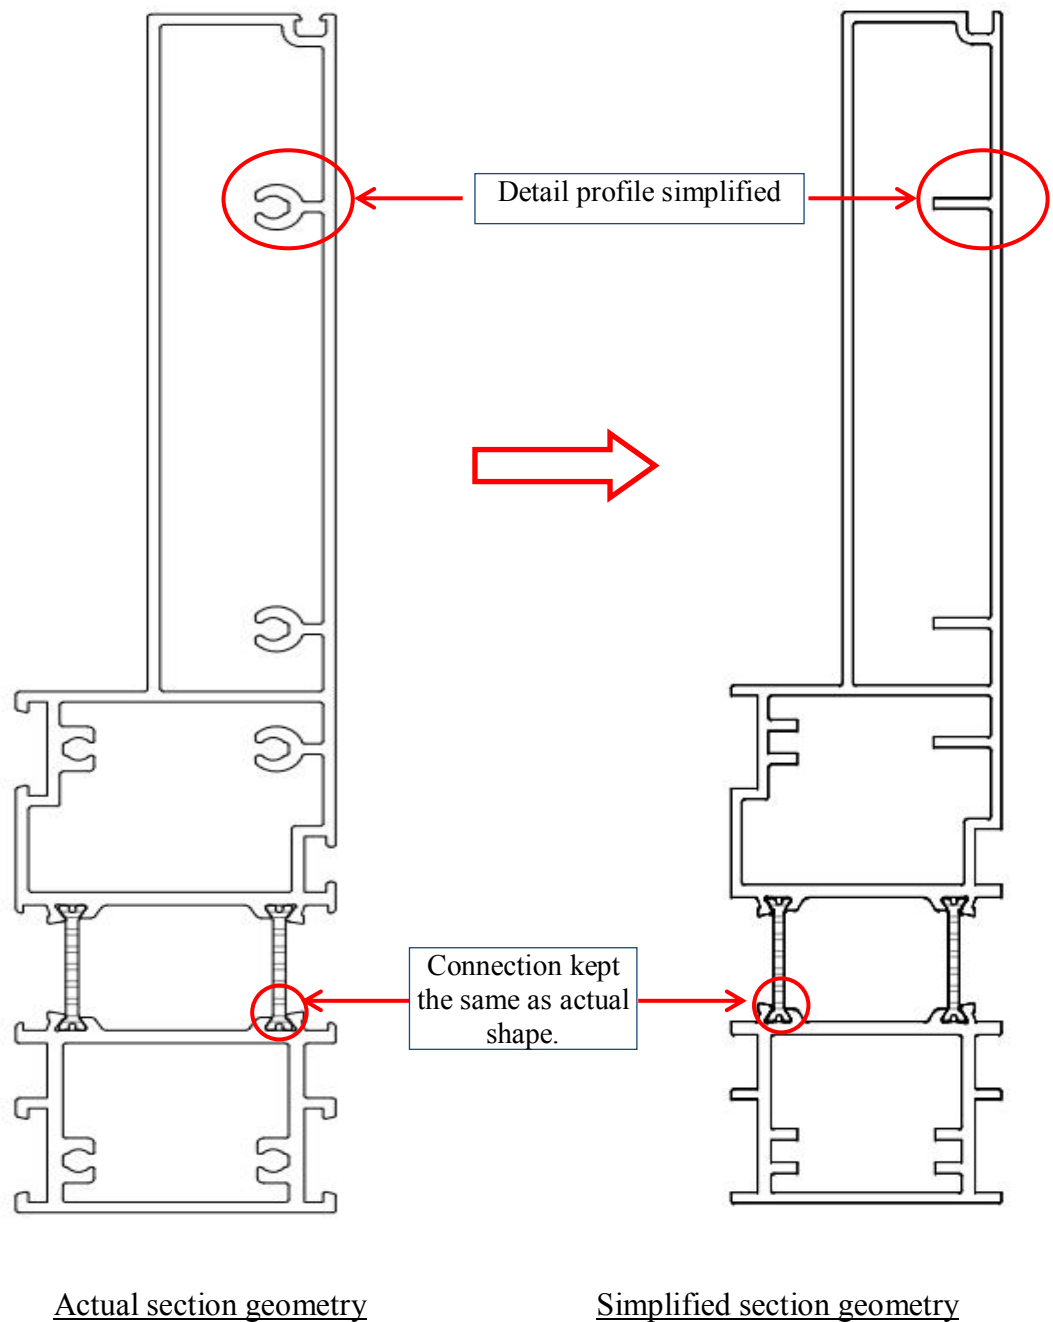 Detail profile simplified
Connection kept
the same as actual
shape.
Actual section geometry
Simplified section geometry